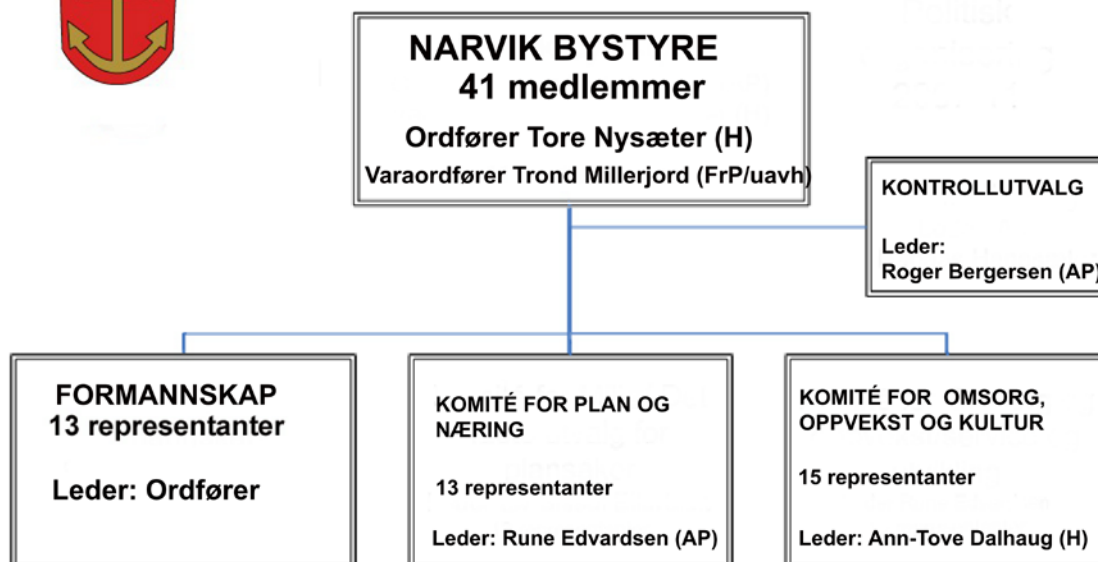 NARVIK BYSTYRE
41 medlemmer
Ordfører Tore Nysæter (H)
Varaordfører Trond Millerjord (FrP/uavh)
KONTROLLUTVALG
Leder:
Roger Bergersen (AP)
FORMANNSKAP
13 representanter
Leder: Ordfører
KOMITÉ FOR PLAN OG
NÆRING
13 representanter
Leder: Rune Edvardsen (AP)
KOMITÉ FOR OMSORG,
OPPVEKST OG KULTUR
15 representanter
Leder: Ann-Tove Dalhaug (H)